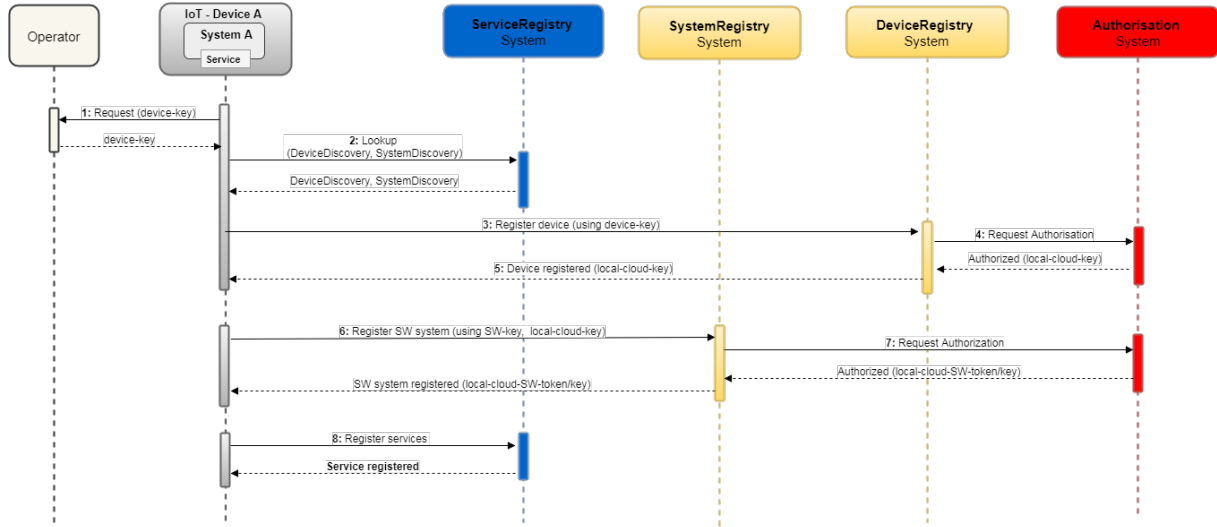 Operator
IoT - Device A
System A
Service
ServiceRegistry
System
SystemRegistry
System
DeviceRegistry
System
Authorisation
System
1: Request (device-key)
device-key
2: Lookup
(DeviceDiscovery, SystemDiscovery)
DeviceDiscovery, SystemDiscovery
3: Register device (using device-key)
4: Request Authorisation
Authorized (local-cloud-key)
5: Device registered (local-cloud-key)
6: Register SW system (using SW-key, local-cloud-key)
7: Request Authorization
Authorized (local-cloud-SW-token/key)
SW system registered (local-cloud-SW-token/key)
8: Register services
Service registered